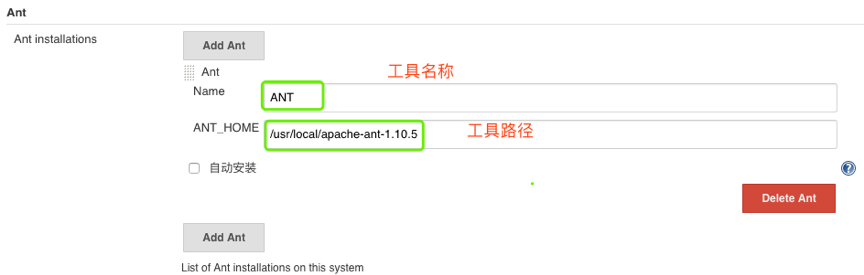 Ant
Ant installations
Add Ant
Ant
工具名称
Name
ANT
ANT_HOME
/usr/local/apache-ant-1.10.5
工具路径
自动安装
?
Delete Ant
Add Ant
List of Ant installations on this system